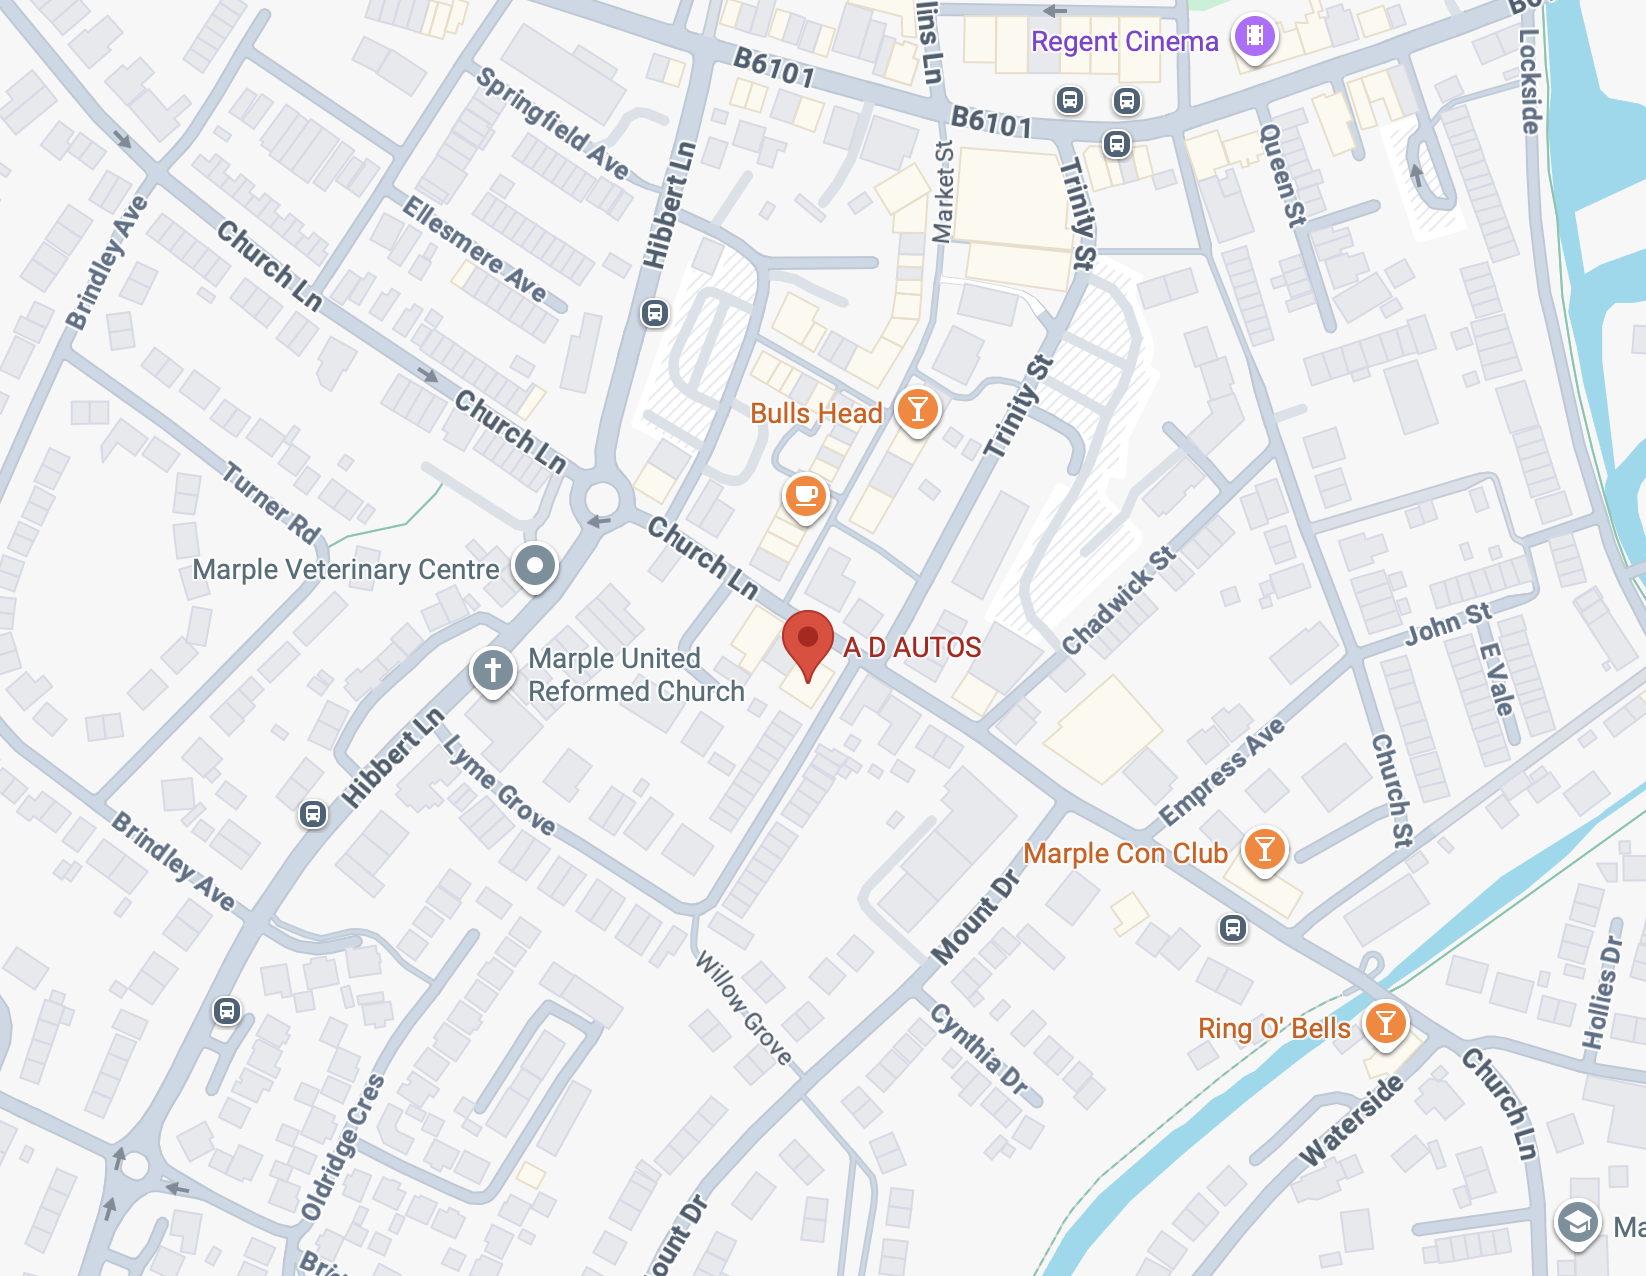 B6101
Lockside
Regent Cinema
Springfield Ave
B6101
Queen St
Market St
Hibbert Ln
Trinity St
Brindley Ave
Church Ln
Ellesmere Ave
Church Ln
Bulls Head
Trinity St
Turner Rd
Church Ln
Marple Veterinary Centre
Chadwick St
John St
A D AUTOS
Marple United
Reformed Church
E Vale
Hibbert Ln
Lyme Grove
Empress Ave
Church St
Brindley Ave
Marple Con Club
Mount Dr
Willow Grove
Hollies Dr
Ring O' Bells
Cynthia Dr
Oldridge Cres
Waterside
Church Ln
ount Dr
Ma